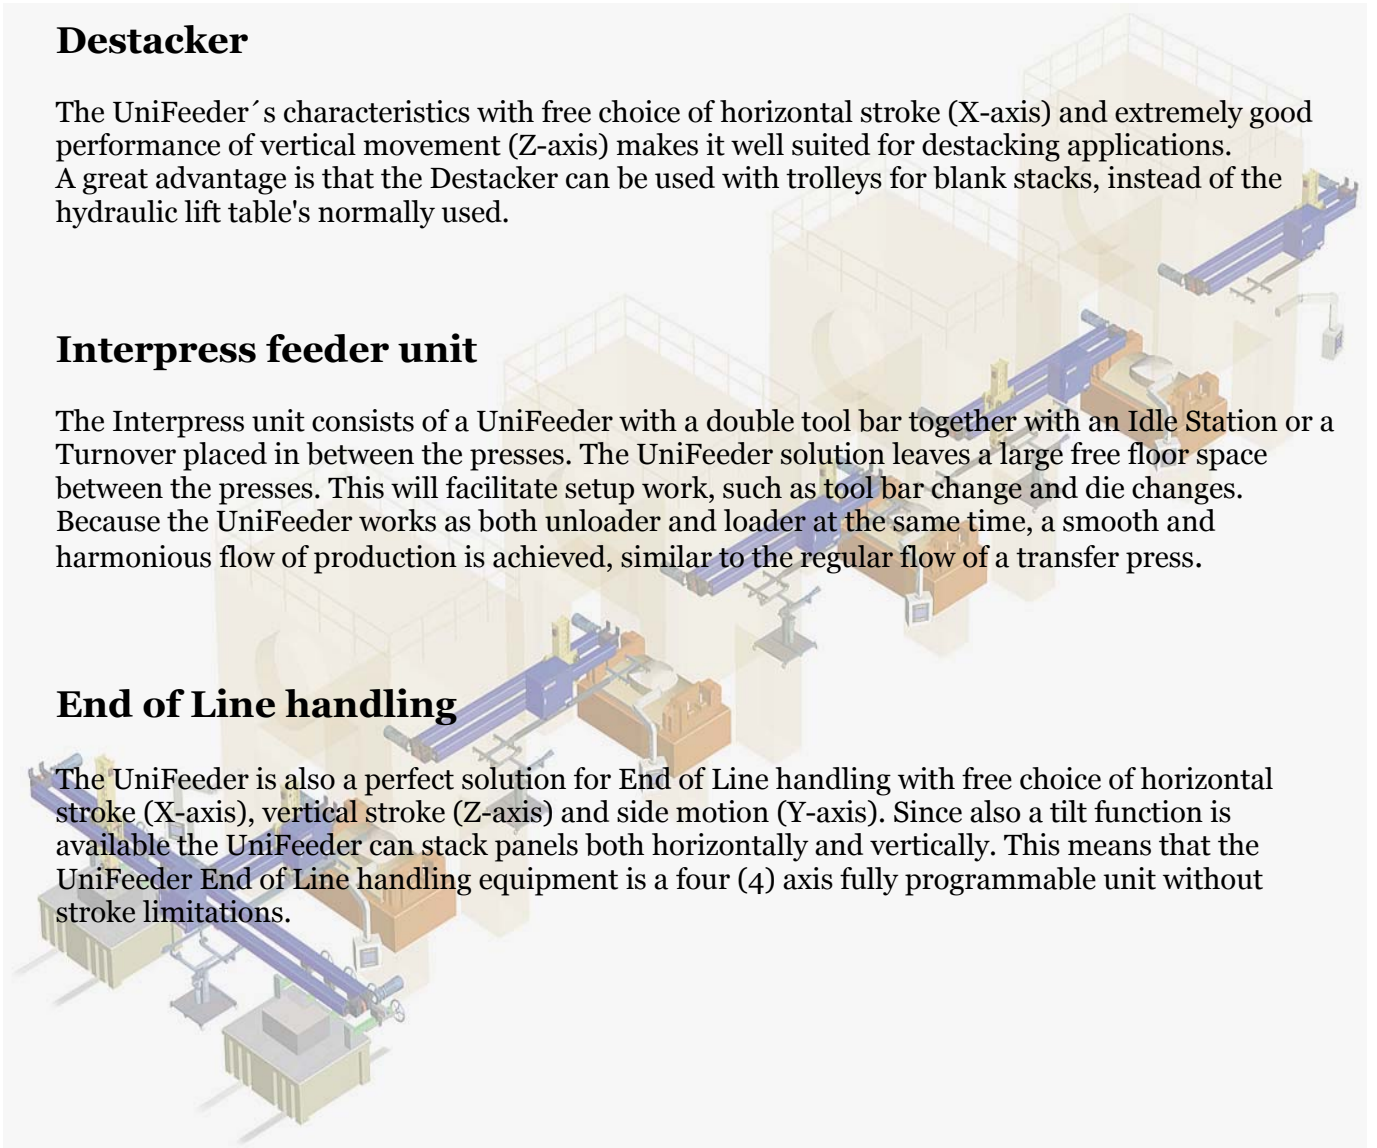 Destacker
The UniFeeder´s characteristics with free choice of horizontal stroke (X-axis) and extremely good
performance of vertical movement (Z-axis) makes it well suited for destacking applications.
A great advantage is that the Destacker can be used with trolleys for blank stacks, instead of the
hydraulic lift table's normally used.
Interpress feeder unit
The Interpress unit consists of a UniFeeder with a double tool bar together with an Idle Station or a
Turnover placed in between the presses. The UniFeeder solution leaves a large free floor space
between the presses. This will facilitate setup work, such as tool bar change and die changes.
Because the UniFeeder works as both unloader and loader at the same time, a smooth and
harmonious flow of production is achieved, similar to the regular flow of a transfer press.
End of Line handling
The UniFeeder is also a perfect solution for End of Line handling with free choice of horizontal
stroke (X-axis), vertical stroke (Z-axis) and side motion (Y-axis). Since also a tilt function is
available the UniFeeder can stack panels both horizontally and vertically. This means that the
UniFeeder End of Line handling equipment is a four (4) axis fully programmable unit without
stroke limitations.